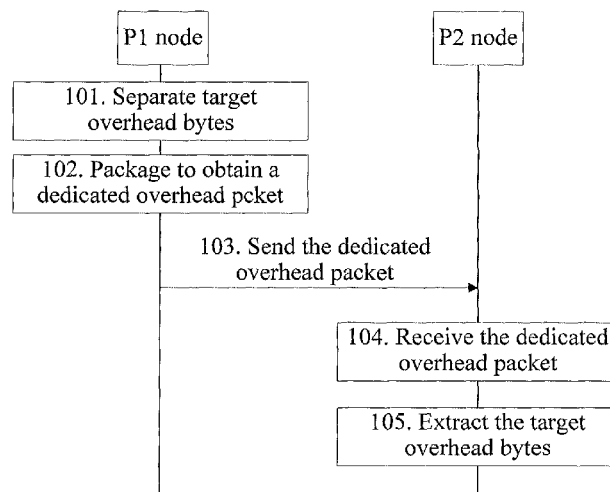 P1 node
P2 node
101. Separate target
overhead bytes
102. Package to obtain a
dedicated overhead pcket
103. Send the dedicated
overhead packet
104. Receive the dedicated
overhead packet
105. Extract the target
overhead bytes